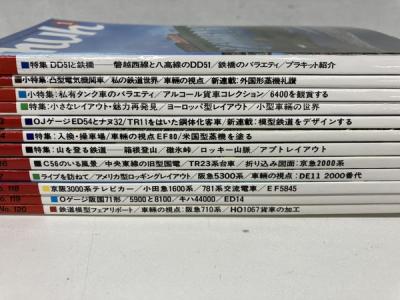 特集 DD51と鉄橋——磐越西線と八高線のDD51/鉄橋のバラエティ/ブラキット紹介
小特集:凸型電気機関車/私の鉄道世界/車輛の視点/新連載:外国形蒸機礼讃
小特集:私有タンク車のバラエティ/アルコール貨車コレクション/6400を観賞する
特集:小さなレイアウト・魅力再発見/ヨーロッパ型レイアウト/小型車輛の世界
3 OJゲージED54とナヌ32/TR11をはいた鋼体化客車/新連載:模型鉄道をデザインする
4 特集:入換・操車場/車輛の視点EF80/米国型蒸機を塗る
特集:山を登る鉄道——箱根登山/碓氷峠/ロッキー山脈/アプトレイアウト
6 C56のいる風景/中央東線の旧型国電/TR23系台車/折り込み図面:京急2000系
7 ライブを訪ねて/アメリカ型ロッギングレイアウト/阪急5300系/車輛の視点:DE11 2000番代
No. 118 京阪3000系テレビカー/小田急1600系/781系交流電車/EF5845
No. 119 Oゲージ阪国71形/5900と8100/キハ44000/ED14
No. 120 鉄道模型フェアリポート/車輛の視点:阪急710系/HO1067貨車の加工